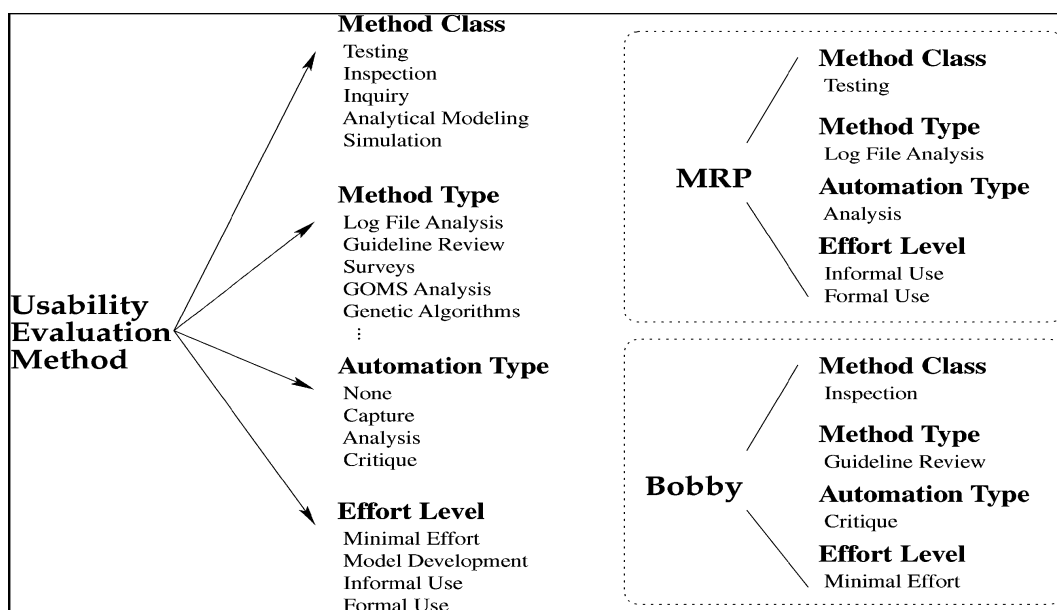 Usability
Evaluation
Method
Method Class
Testing
Inspection
Inquiry
Analytical Modeling
Simulation
Method Type
Log File Analysis
Guideline Review
Surveys
GOMS Analysis
Genetic Algorithms
⋮
Automation Type
None
Capture
Analysis
Critique
Effort Level
Minimal Effort
Model Development
Informal Use
Formal Use
MRP
Method Class
Testing
Method Type
Log File Analysis
Automation Type
Analysis
Effort Level
Informal Use
Formal Use
Bobby
Method Class
Inspection
Method Type
Guideline Review
Automation Type
Critique
Effort Level
Minimal Effort